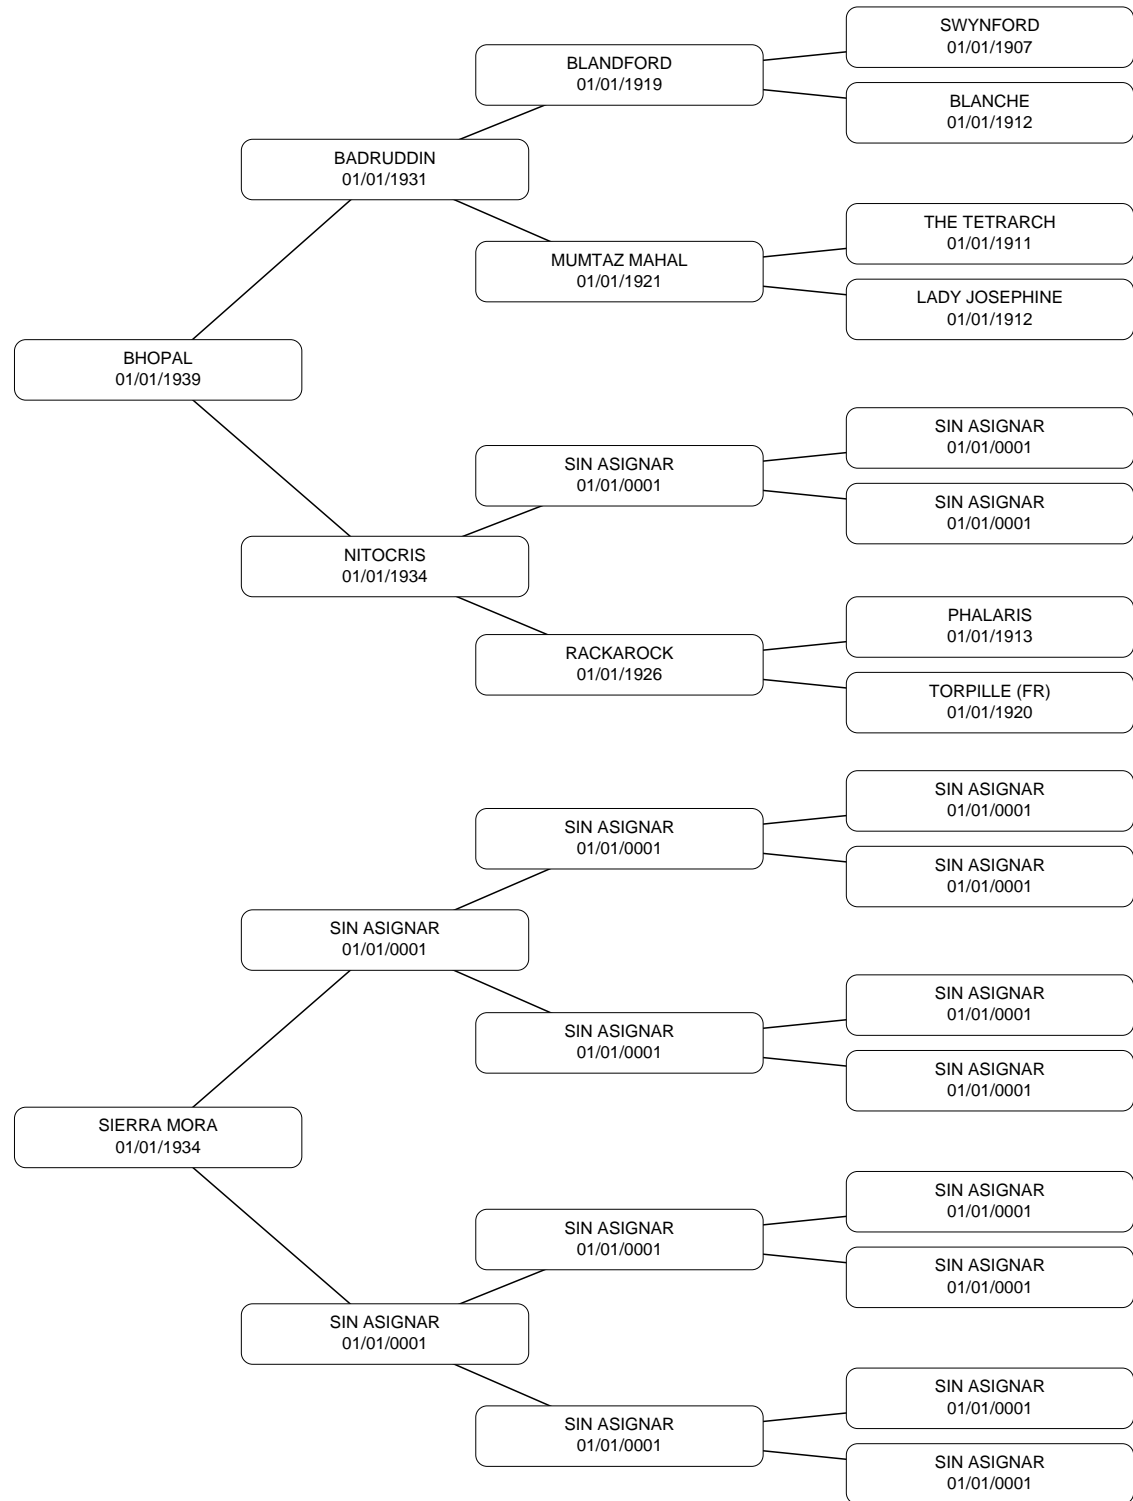 SWYNFORD
01/01/1907
BLANDFORD
01/01/1919
BLANCHE
01/01/1912
BADRUDDIN
01/01/1931
THE TETRARCH
01/01/1911
MUMTAZ MAHAL
01/01/1921
LADY JOSEPHINE
01/01/1912
BHOPAL
01/01/1939
SIN ASIGNAR
01/01/0001
SIN ASIGNAR
01/01/0001
SIN ASIGNAR
01/01/0001
NITOCRIS
01/01/1934
PHALARIS
01/01/1913
RACKAROCK
01/01/1926
TORPILLE (FR)
01/01/1920
SIN ASIGNAR
01/01/0001
SIN ASIGNAR
01/01/0001
SIN ASIGNAR
01/01/0001
SIN ASIGNAR
01/01/0001
SIN ASIGNAR
01/01/0001
SIN ASIGNAR
01/01/0001
SIN ASIGNAR
01/01/0001
SIERRA MORA
01/01/1934
SIN ASIGNAR
01/01/0001
SIN ASIGNAR
01/01/0001
SIN ASIGNAR
01/01/0001
SIN ASIGNAR
01/01/0001
SIN ASIGNAR
01/01/0001
SIN ASIGNAR
01/01/0001
SIN ASIGNAR
01/01/0001